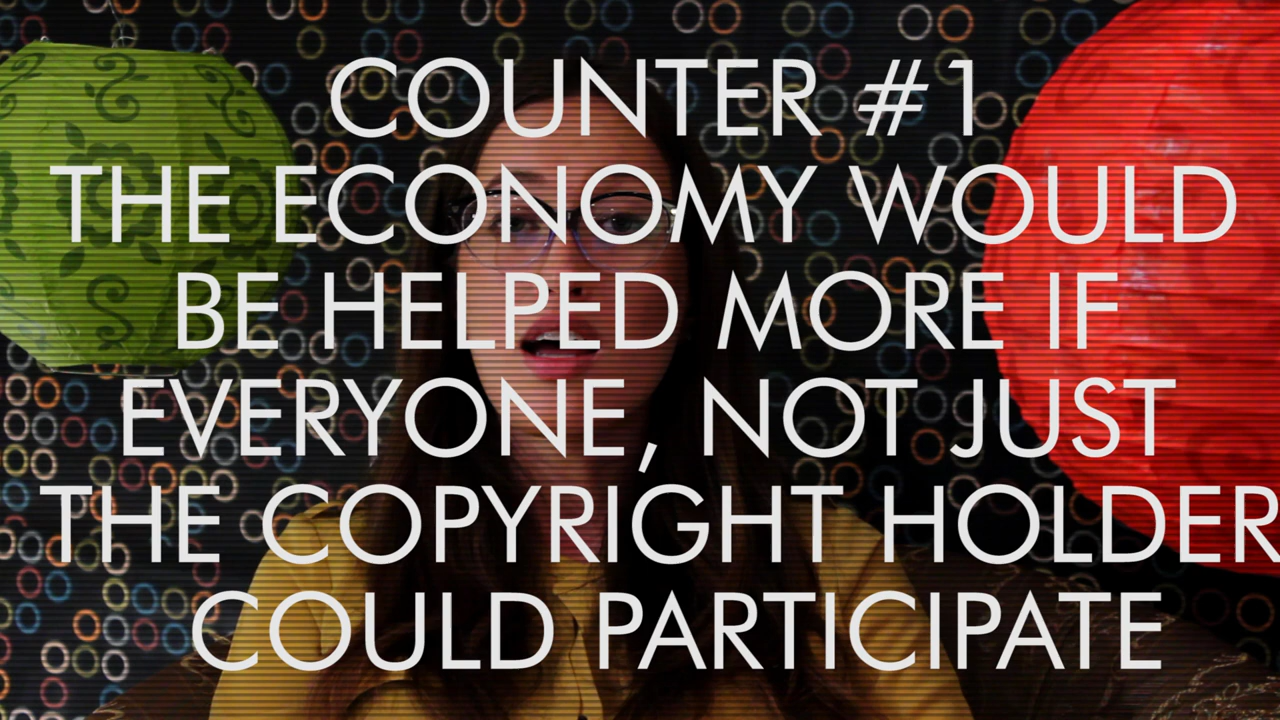 COUNTER #1
THE ECONOMY WOULD
BE HELPED MORE IF
EVERYONE, NOT JUST
THE COPYRIGHT HOLDER
COULD PARTICIPATE